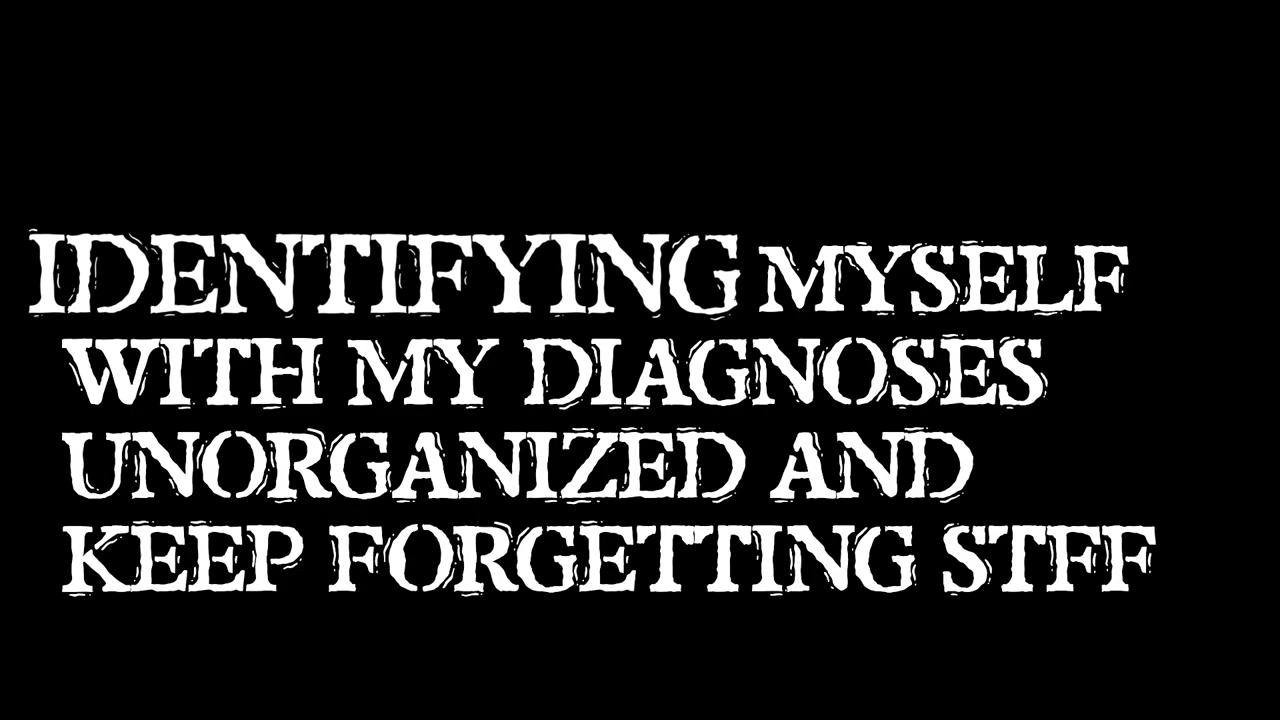 IDENTIFYING MYSELF
WITH MY DIAGNOSES
UNORGANIZED AND
KEEP FORGETTING STFF